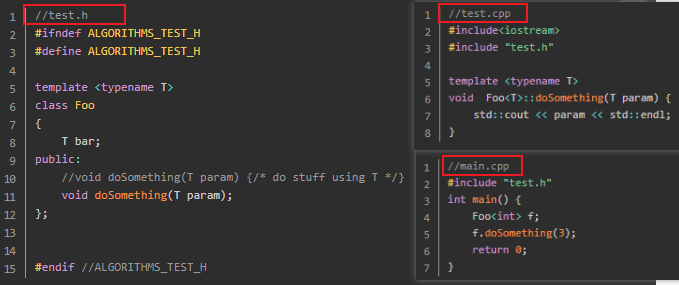 //test.h
#ifndef ALGORITHMS_TEST_H
#define ALGORITHMS_TEST_H
template <typename T>
class Foo
{
T bar;
public:
//void doSomething(T param) {/* do stuff using T */}
void doSomething(T param);
};
#endif //ALGORITHMS_TEST_H
1
2
3
4
5
6
7
8
9
10
11
12
13
14
15
1 //test.cpp
2 #include<iostream>
3 #include "test.h"
4
5 template <typename T>
6 void Foo<T>::doSomething(T param) {
7 std::cout << param << std::endl;
8 }
1 //main.cpp
2 #include "test.h"
3 int main() {
4 Foo<int> f;
5 f.doSomething(3);
6 return 0;
7 }